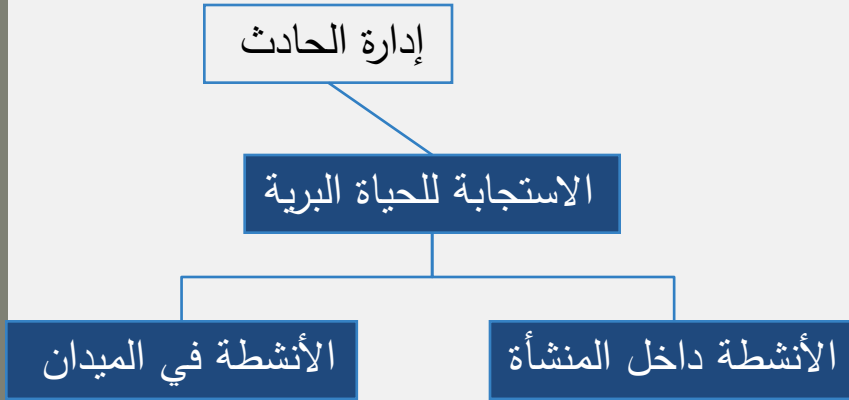 إدارة الحادث
الاستجابة للحياة البرية
الأنشطة داخل المنشأة
الأنشطة في الميدان